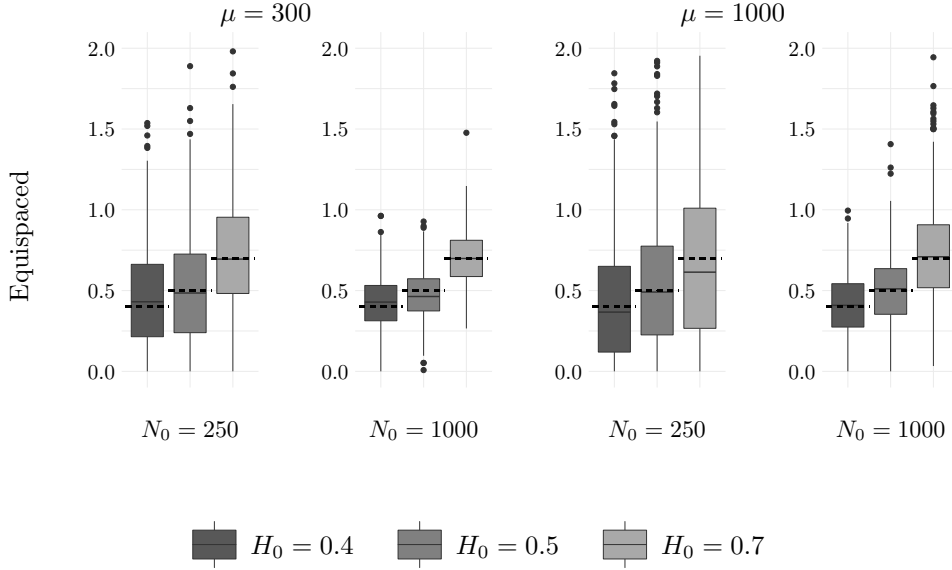 μ = 300
μ = 1000
2.0
2.0
2.0
2.0
1.5
1.5
1.5
1.5
1.0
1.0
1.0
1.0
Equispaced
0.5
0.5
0.5
0.5
0.0
0.0
0.0
0.0
N₀ = 250
N₀ = 1000
N₀ = 250
N₀ = 1000
H₀ = 0.4
H₀ = 0.5
H₀ = 0.7